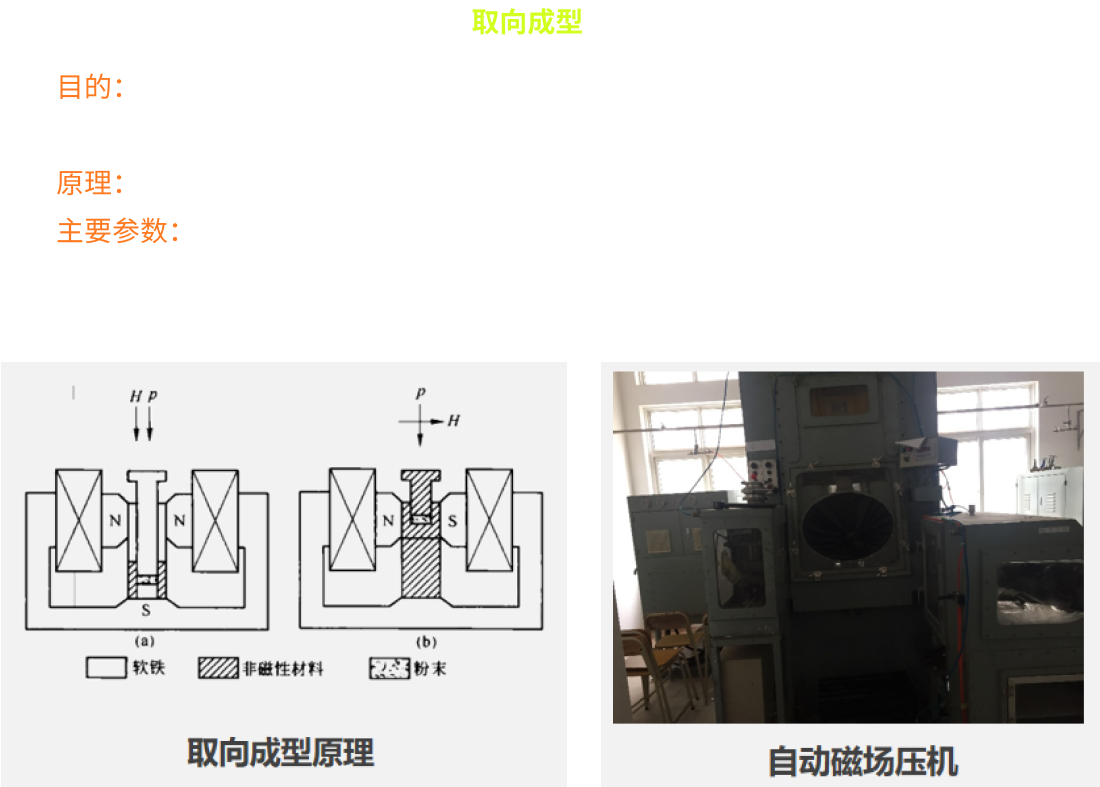 取向成型
目的：
原理：
主要参数：
H p
p
H
N N
S
N S
(a)
(b)
软铁 非磁性材料 粉末
取向成型原理
自动磁场压机